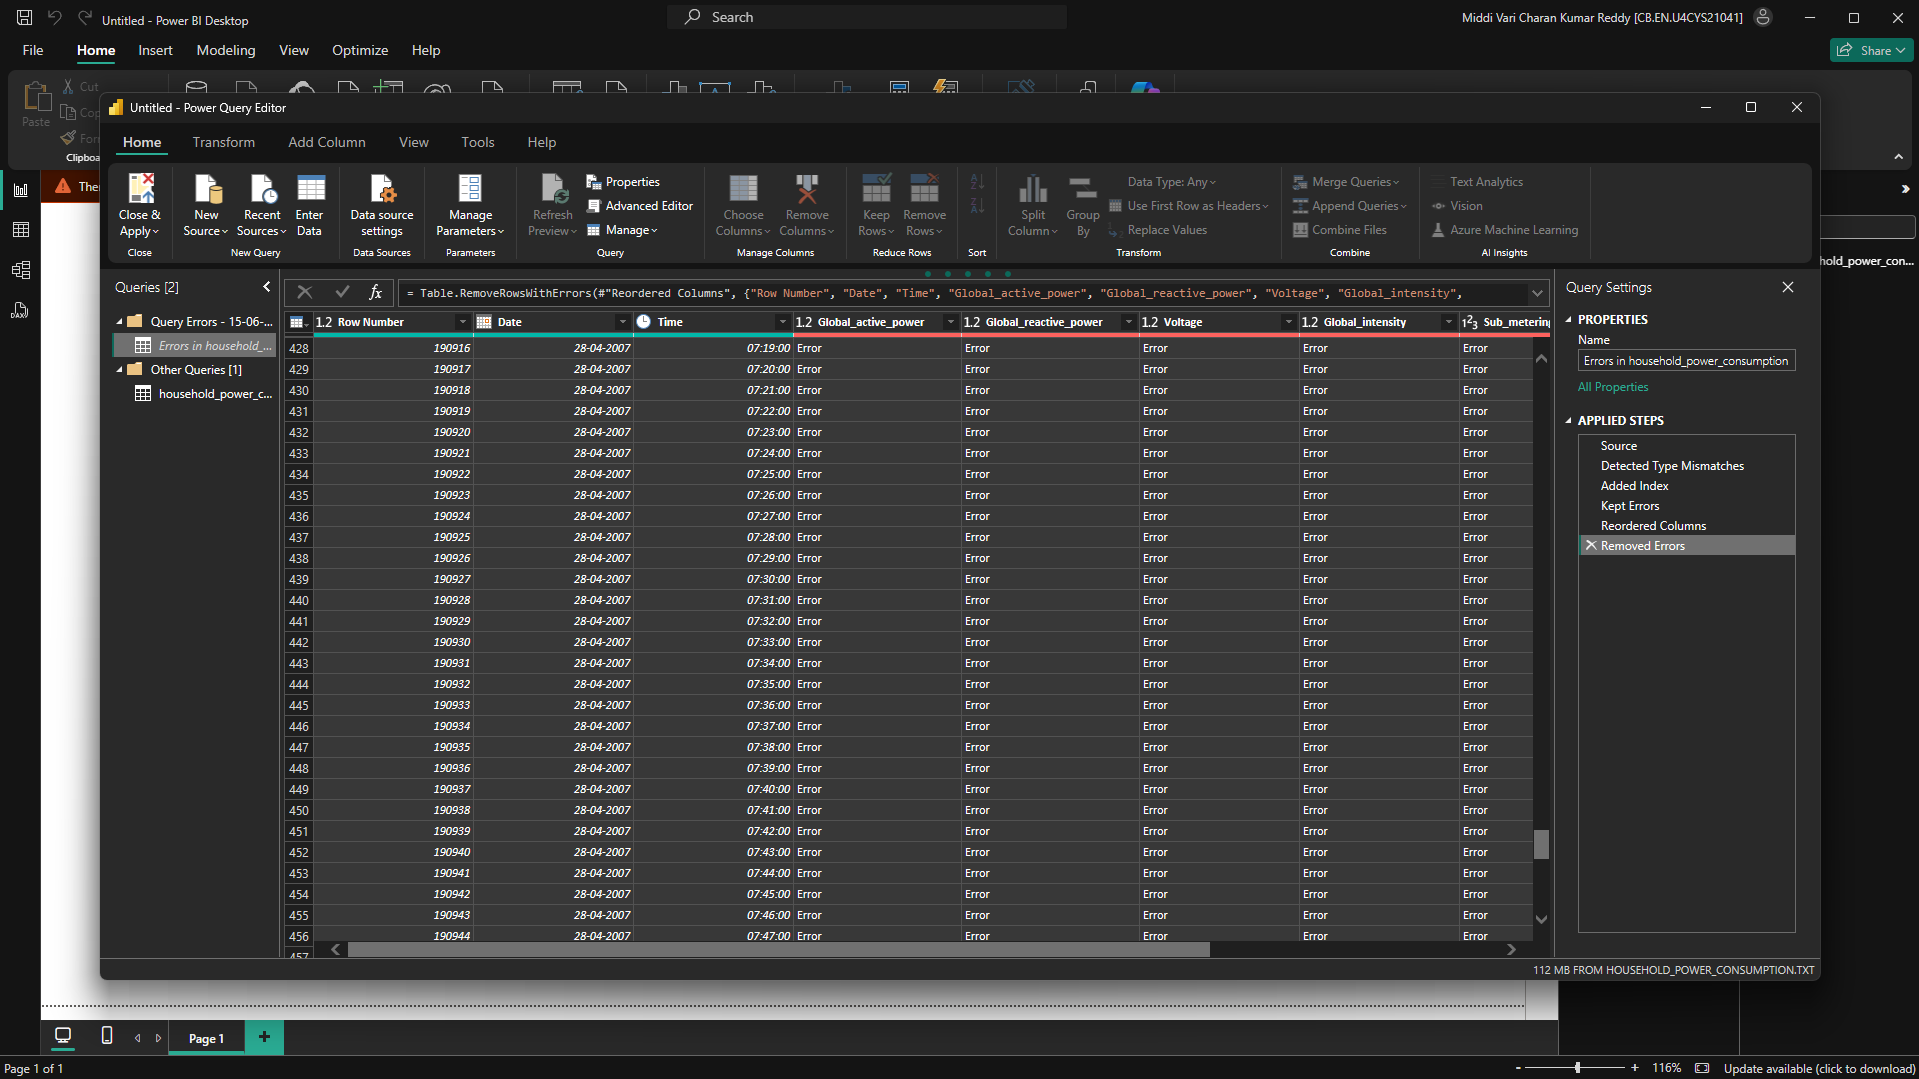 Untitled - Power BI Desktop
Search
Middi Vari Charan Kumar Reddy [CB.EN.U4CYS21041]
File Home Insert Modeling View Optimize Help
Share
Cut
Paste
Clipboa
Ther
hold_power_con...
Untitled - Power Query Editor
Home Transform Add Column View Tools Help
Close & Apply
New Source
Recent Sources
Enter Data
Data source settings
Manage Parameters
Refresh Preview
Properties
Advanced Editor
Manage
Choose Columns
Remove Columns
Keep Rows
Remove Rows
Split Column
Group By
Data Type: Any
Use First Row as Headers
Replace Values
Merge Queries
Append Queries
Combine Files
Text Analytics
Vision
Azure Machine Learning
Close New Query Data Sources Parameters Query Manage Columns Reduce Rows Sort Transform Combine AI Insights
Queries [2]
Query Errors - 15-06-...
Errors in household_...
Other Queries [1]
household_power_c...
fx = Table.RemoveRowsWithErrors(#"Reordered Columns", {"Row Number", "Date", "Time", "Global_active_power", "Global_reactive_power", "Voltage", "Global_intensity",
1.2 Row Number Date Time 1.2 Global_active_power 1.2 Global_reactive_power 1.2 Voltage 1.2 Global_intensity 123 Sub_metering
428 190916 28-04-2007 07:19:00 Error Error Error Error Error
429 190917 28-04-2007 07:20:00 Error Error Error Error Error
430 190918 28-04-2007 07:21:00 Error Error Error Error Error
431 190919 28-04-2007 07:22:00 Error Error Error Error Error
432 190920 28-04-2007 07:23:00 Error Error Error Error Error
433 190921 28-04-2007 07:24:00 Error Error Error Error Error
434 190922 28-04-2007 07:25:00 Error Error Error Error Error
435 190923 28-04-2007 07:26:00 Error Error Error Error Error
436 190924 28-04-2007 07:27:00 Error Error Error Error Error
437 190925 28-04-2007 07:28:00 Error Error Error Error Error
438 190926 28-04-2007 07:29:00 Error Error Error Error Error
439 190927 28-04-2007 07:30:00 Error Error Error Error Error
440 190928 28-04-2007 07:31:00 Error Error Error Error Error
441 190929 28-04-2007 07:32:00 Error Error Error Error Error
442 190930 28-04-2007 07:33:00 Error Error Error Error Error
443 190931 28-04-2007 07:34:00 Error Error Error Error Error
444 190932 28-04-2007 07:35:00 Error Error Error Error Error
445 190933 28-04-2007 07:36:00 Error Error Error Error Error
446 190934 28-04-2007 07:37:00 Error Error Error Error Error
447 190935 28-04-2007 07:38:00 Error Error Error Error Error
448 190936 28-04-2007 07:39:00 Error Error Error Error Error
449 190937 28-04-2007 07:40:00 Error Error Error Error Error
450 190938 28-04-2007 07:41:00 Error Error Error Error Error
451 190939 28-04-2007 07:42:00 Error Error Error Error Error
452 190940 28-04-2007 07:43:00 Error Error Error Error Error
453 190941 28-04-2007 07:44:00 Error Error Error Error Error
454 190942 28-04-2007 07:45:00 Error Error Error Error Error
455 190943 28-04-2007 07:46:00 Error Error Error Error Error
456 190944 28-04-2007 07:47:00 Error Error Error Error Error
457
Query Settings
PROPERTIES
Name
Errors in household_power_consumption
All Properties
APPLIED STEPS
Source
Detected Type Mismatches
Added Index
Kept Errors
Reordered Columns
Removed Errors
112 MB FROM HOUSEHOLD_POWER_CONSUMPTION.TXT
Page 1
Page 1 of 1
- + 116%
Update available (click to download)